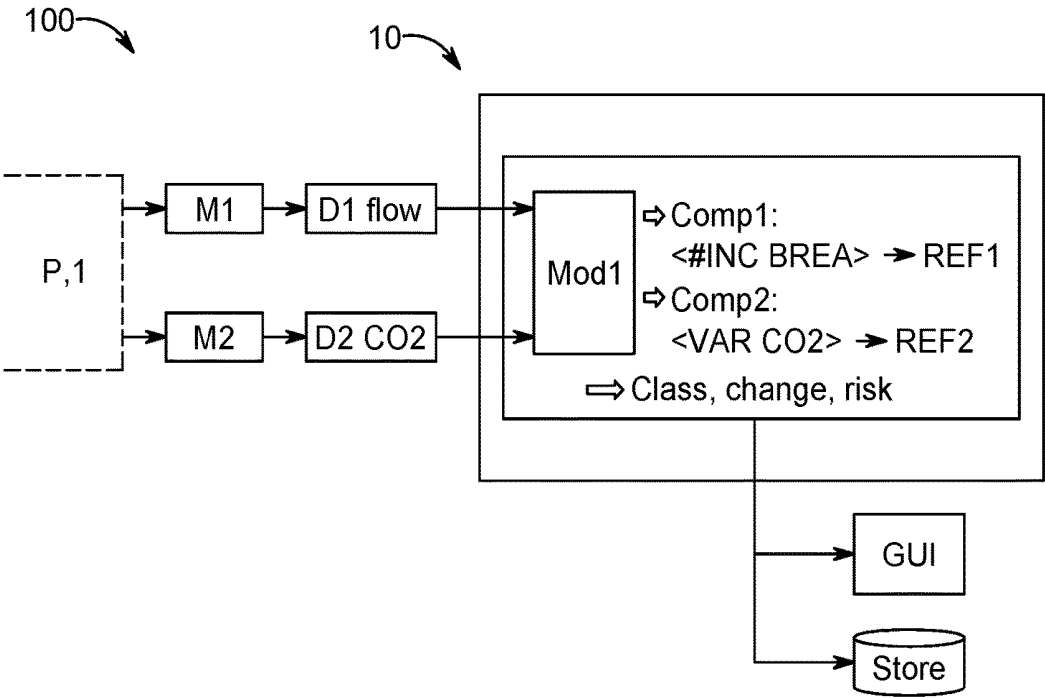 100
10
P,1
M1
D1 flow
M2
D2 CO2
Mod1
⇨ Comp1:
<#INC BREA> → REF1
⇨ Comp2:
<VAR CO2> → REF2
⇨ Class, change, risk
GUI
Store